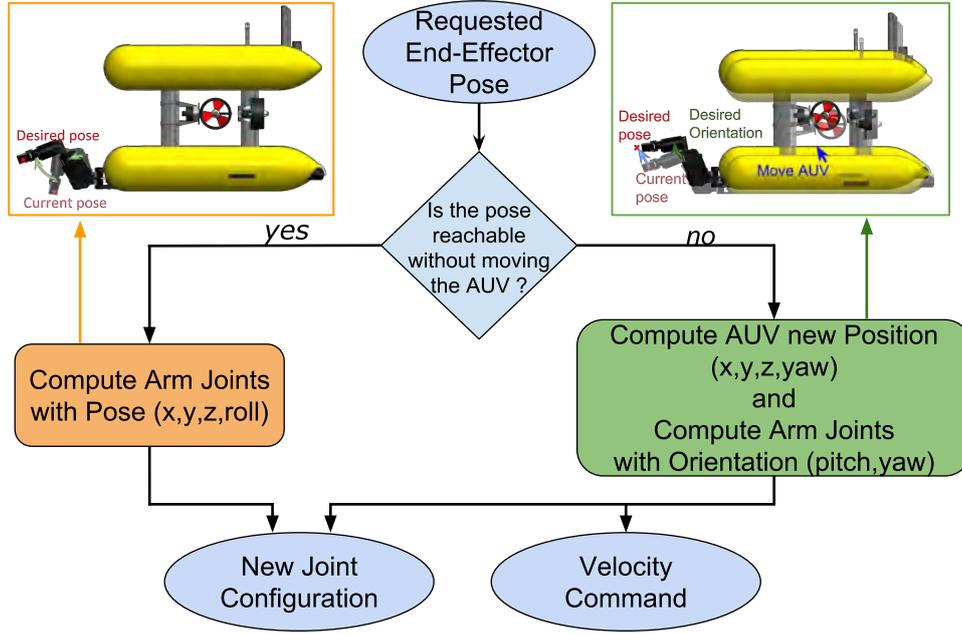 Requested
End-Effector
Pose
Desired pose
Current pose
Desired
pose
Desired
Orientation
Move AUV
Current
pose
Is the pose
reachable
without moving
the AUV ?
yes
no
Compute Arm Joints
with Pose (x,y,z,roll)
Compute AUV new Position
(x,y,z,yaw)
and
Compute Arm Joints
with Orientation (pitch,yaw)
New Joint
Configuration
Velocity
Command